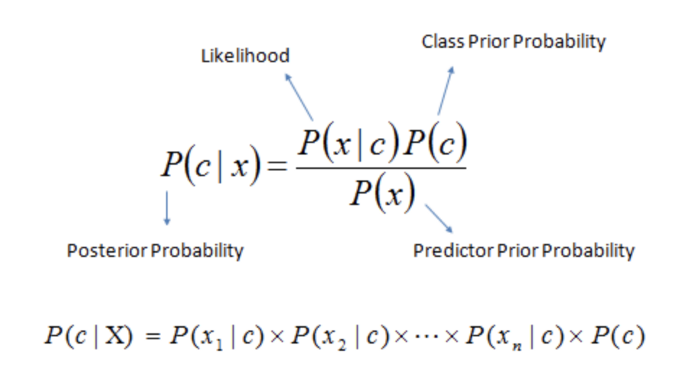 Likelihood
Class Prior Probability
P(c | x) = P(x | c)P(c) / P(x)
Posterior Probability
Predictor Prior Probability
P(c | X) = P(x₁ | c) × P(x₂ | c) × ⋯ × P(xₙ | c) × P(c)